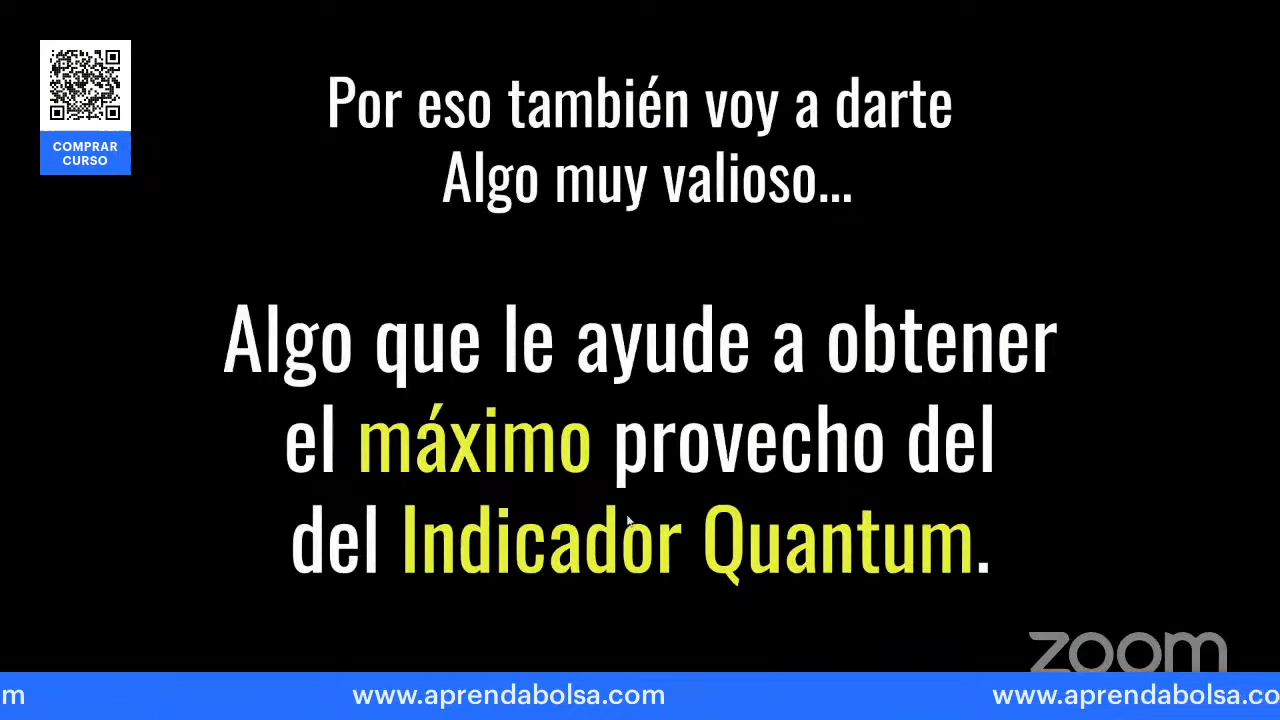 COMPRAR
CURSO
Por eso también voy a darte
Algo muy valioso...
Algo que le ayude a obtener
el máximo provecho del
del Indicador Quantum.
zoom
m www.aprendabolsa.com www.aprendabolsa.co